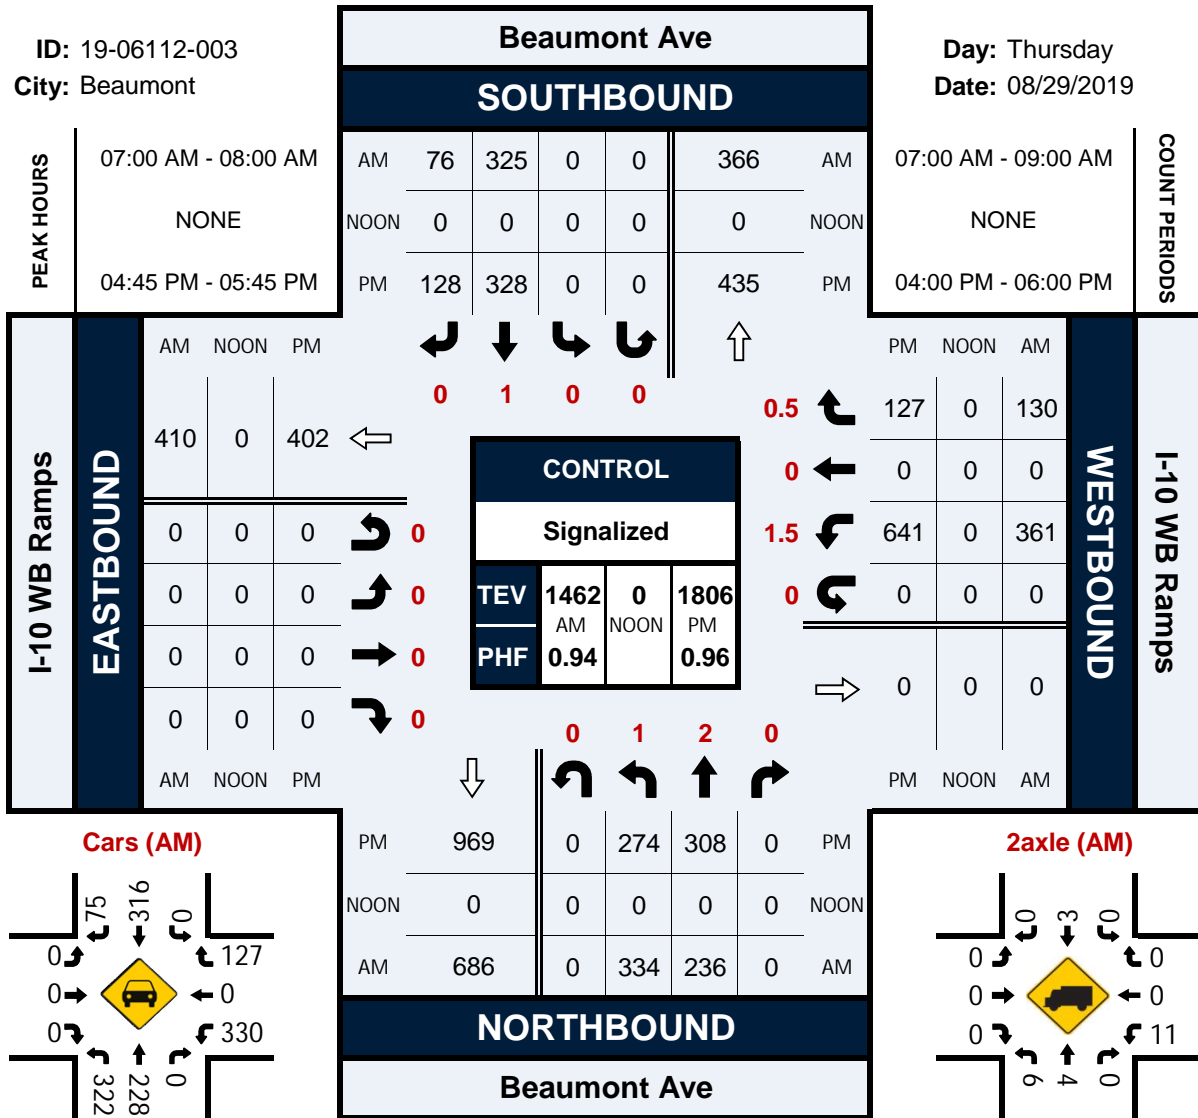 Beaumont Ave
ID: 19-06112-003
Day: Thursday
City: Beaumont
Date: 08/29/2019
SOUTHBOUND
PEAK HOURS
07:00 AM - 08:00 AM
NONE
04:45 PM - 05:45 PM
AM 76 325 0 0 366 AM
NOON 0 0 0 0 0 NOON
PM 128 328 0 0 435 PM
07:00 AM - 09:00 AM
NONE
04:00 PM - 06:00 PM
COUNT PERIODS
0 1 0 0
I-10 WB Ramps
EASTBOUND
AM NOON PM
410 0 402
0 0 0 0
0 0 0 0
0 0 0 0
0 0 0 0
AM NOON PM
CONTROL
Signalized
TEV 1462 0 1806
AM NOON PM
PHF 0.94 0.96
PM NOON AM
0.5 127 0 130
0 0 0 0
1.5 641 0 361
0 0 0 0
0 0 0
PM NOON AM
WESTBOUND
I-10 WB Ramps
0 1 2 0
PM 969 0 274 308 0 PM
NOON 0 0 0 0 0 NOON
AM 686 0 334 236 0 AM
NORTHBOUND
Beaumont Ave
Cars (AM)
75 316 0
0 127
0 0
0 330
322 228 0
2axle (AM)
0 3 0
0 0
0 0
0 11
6 4 0